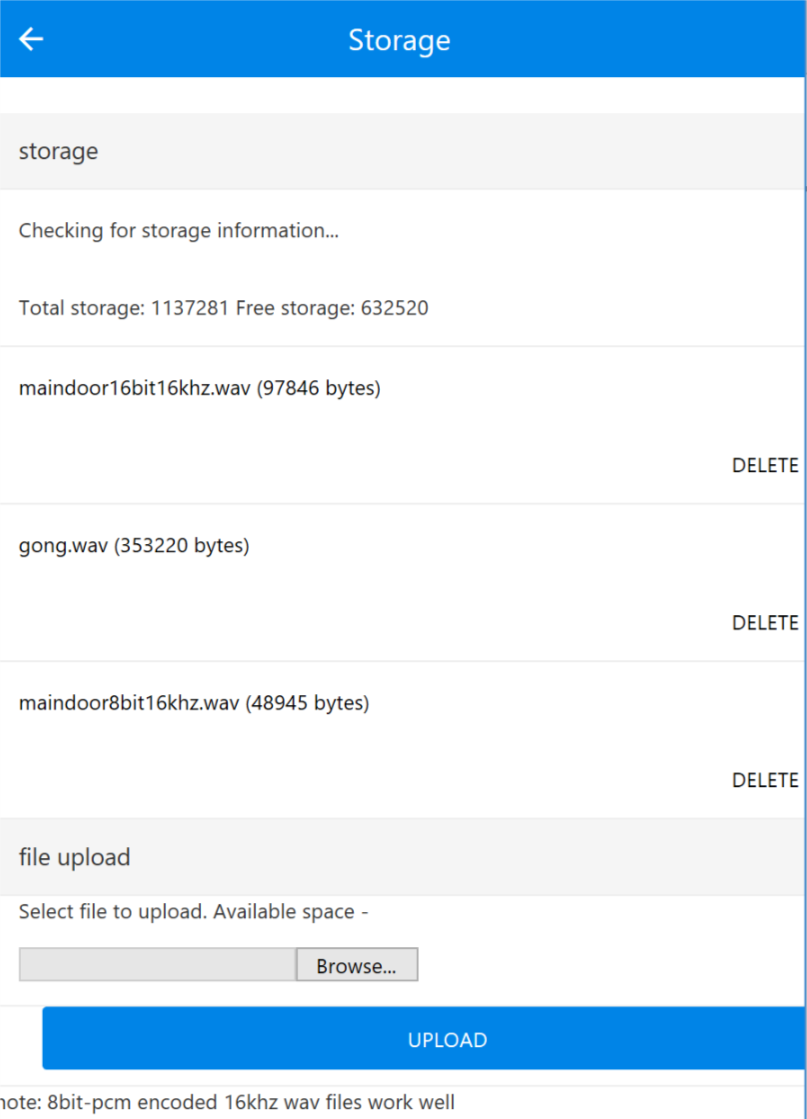 Storage
storage
Checking for storage information...
Total storage: 1137281 Free storage: 632520
maindoor16bit16khz.wav (97846 bytes)
DELETE
gong.wav (353220 bytes)
DELETE
maindoor8bit16khz.wav (48945 bytes)
DELETE
file upload
Select file to upload. Available space -
Browse...
UPLOAD
note: 8bit-pcm encoded 16khz wav files work well